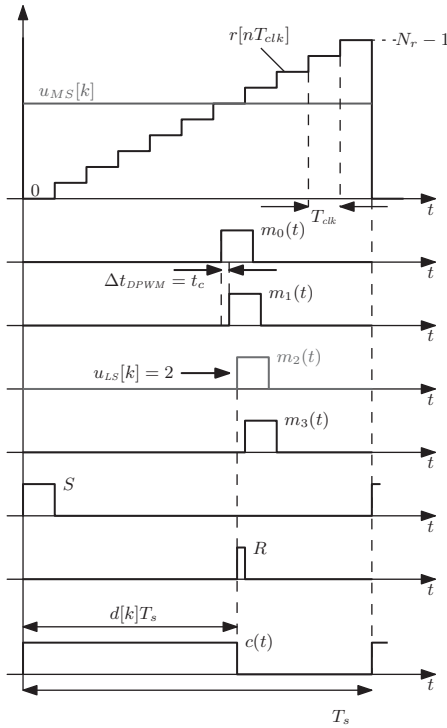 r[nT_clk]
N_r − 1
u_MS[k]
0
T_clk
t
m_0(t)
t
Δt_DPWM = t_c
m_1(t)
t
m_2(t)
u_LS[k] = 2
t
m_3(t)
t
S
t
R
t
d[k]T_s
c(t)
t
T_s